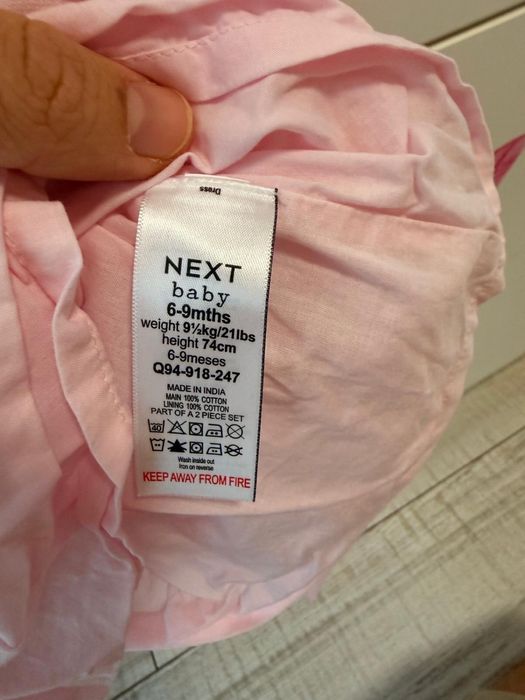 Dress
NEXT
baby
6-9mths
weight 9½kg/21lbs
height 74cm
6-9meses
Q94-918-247
MADE IN INDIA
MAIN 100% COTTON
LINING 100% COTTON
PART OF A 2 PIECE SET
40
Wash inside out
Iron on reverse
KEEP AWAY FROM FIRE